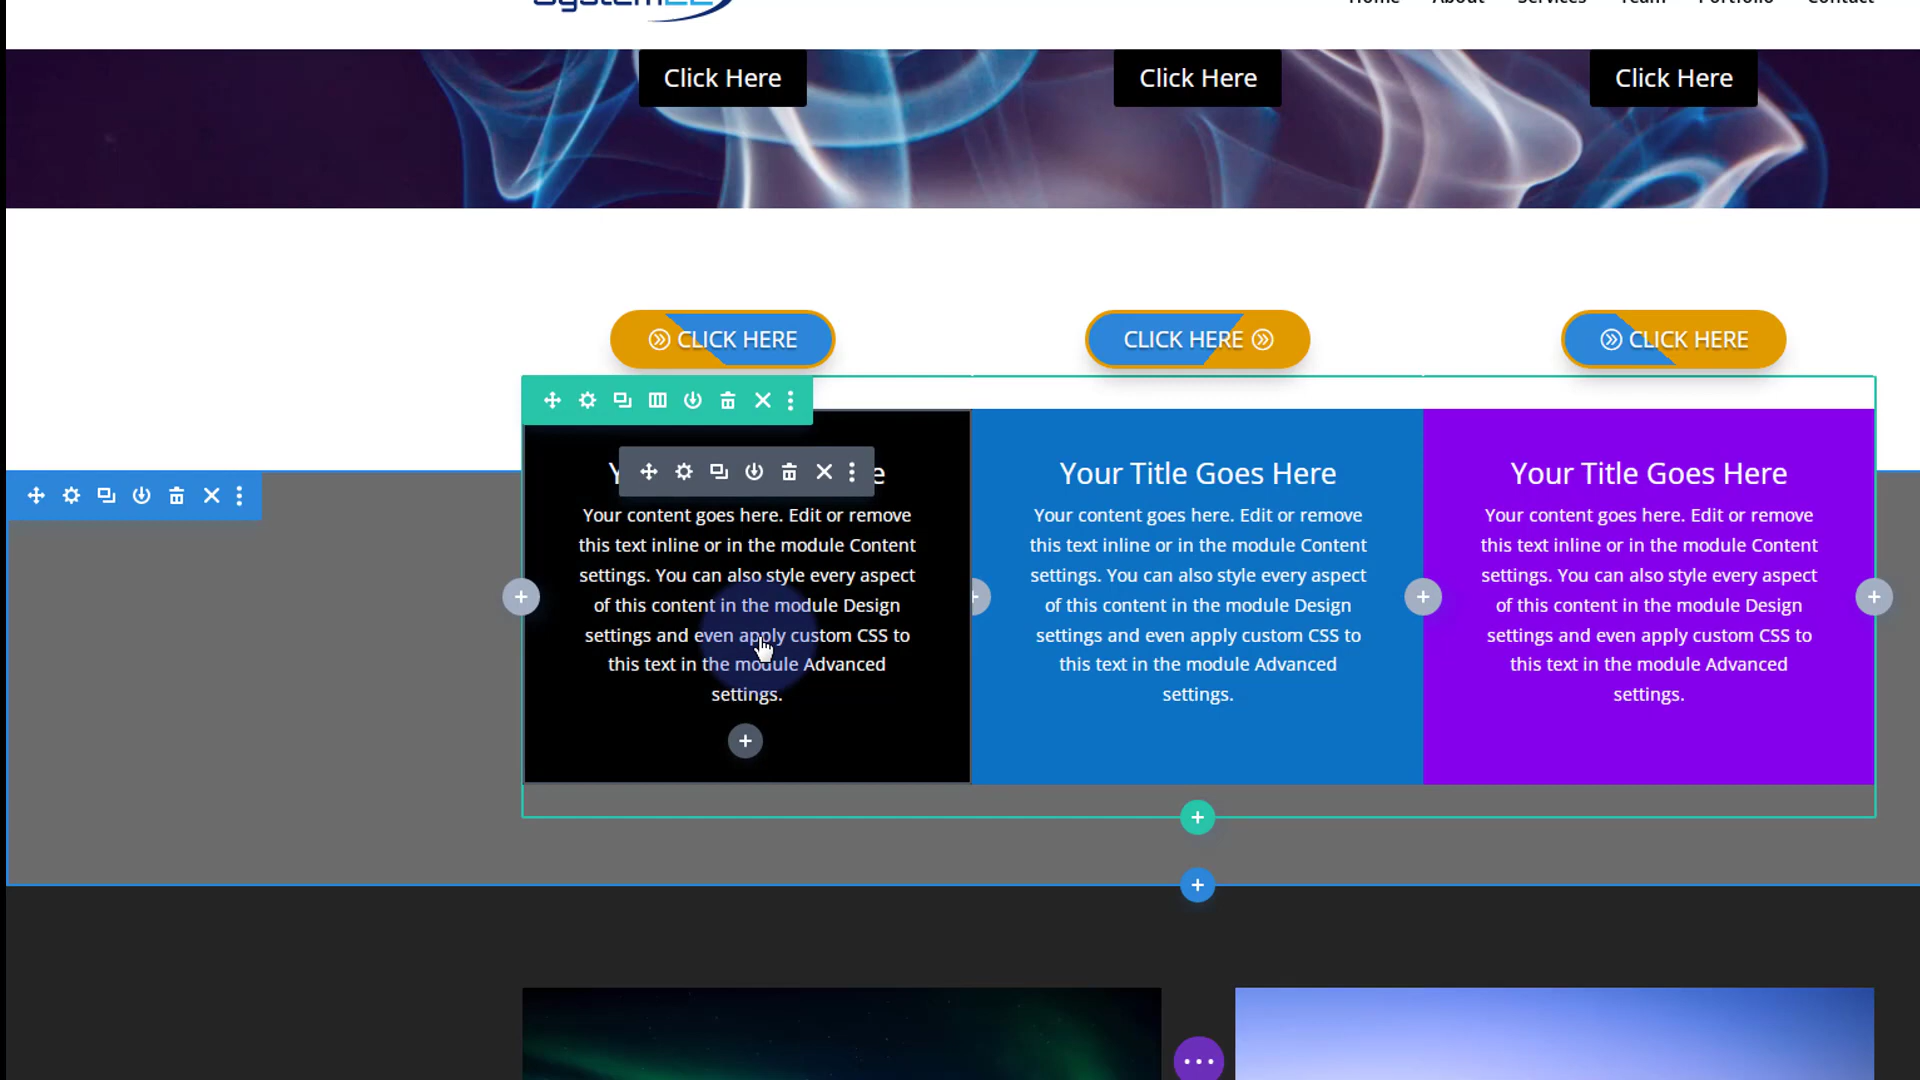 System22
Home About Services Team Portfolio Contact
Click Here
Click Here
Click Here
CLICK HERE
CLICK HERE
CLICK HERE
Your content goes here. Edit or remove
this text inline or in the module Content
settings. You can also style every aspect
of this content in the module Design
settings and even apply custom CSS to
this text in the module Advanced
settings.
Your Title Goes Here
Your content goes here. Edit or remove
this text inline or in the module Content
settings. You can also style every aspect
of this content in the module Design
settings and even apply custom CSS to
this text in the module Advanced
settings.
Your Title Goes Here
Your content goes here. Edit or remove
this text inline or in the module Content
settings. You can also style every aspect
of this content in the module Design
settings and even apply custom CSS to
this text in the module Advanced
settings.